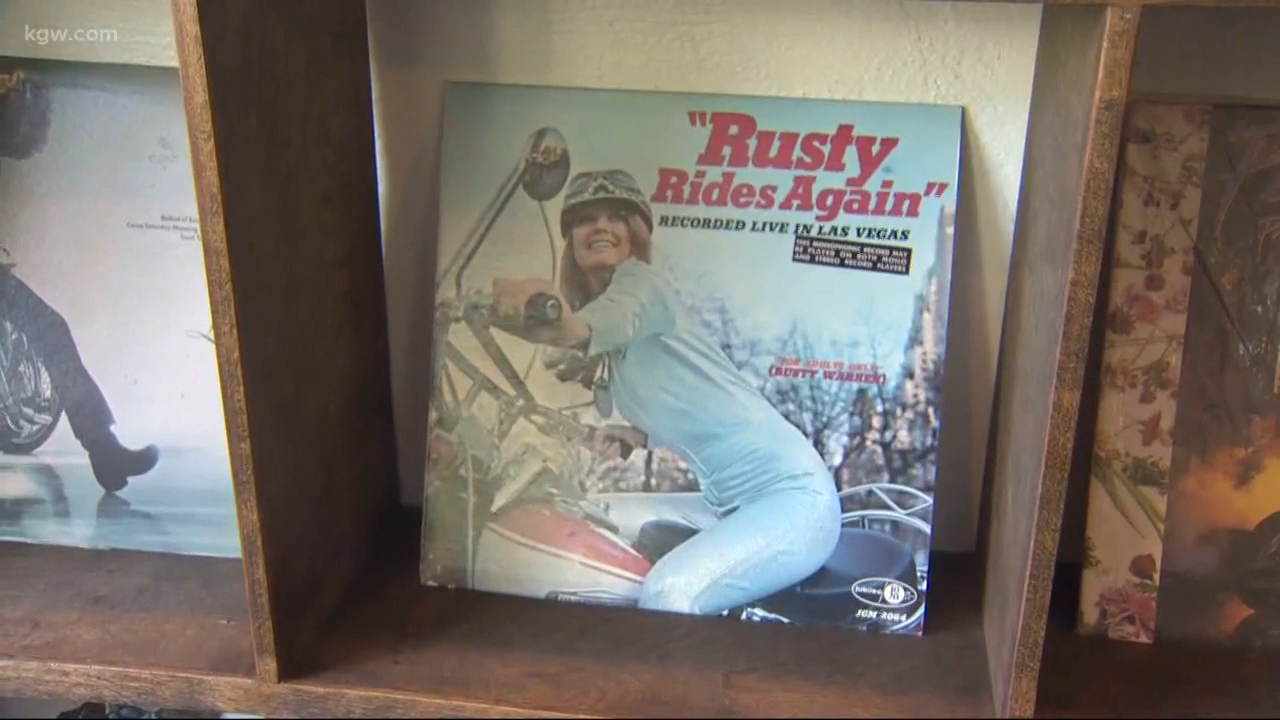 kgw.com
"Rusty
Rides Again"
RECORDED LIVE IN LAS VEGAS
THIS MONOPHONIC RECORD MAY
BE PLAYED ON BOTH MONO
AND STEREO RECORD PLAYERS
"FOR ADULTS ONLY"
(RUSTY WARREN)
jubilee
JGM 2064